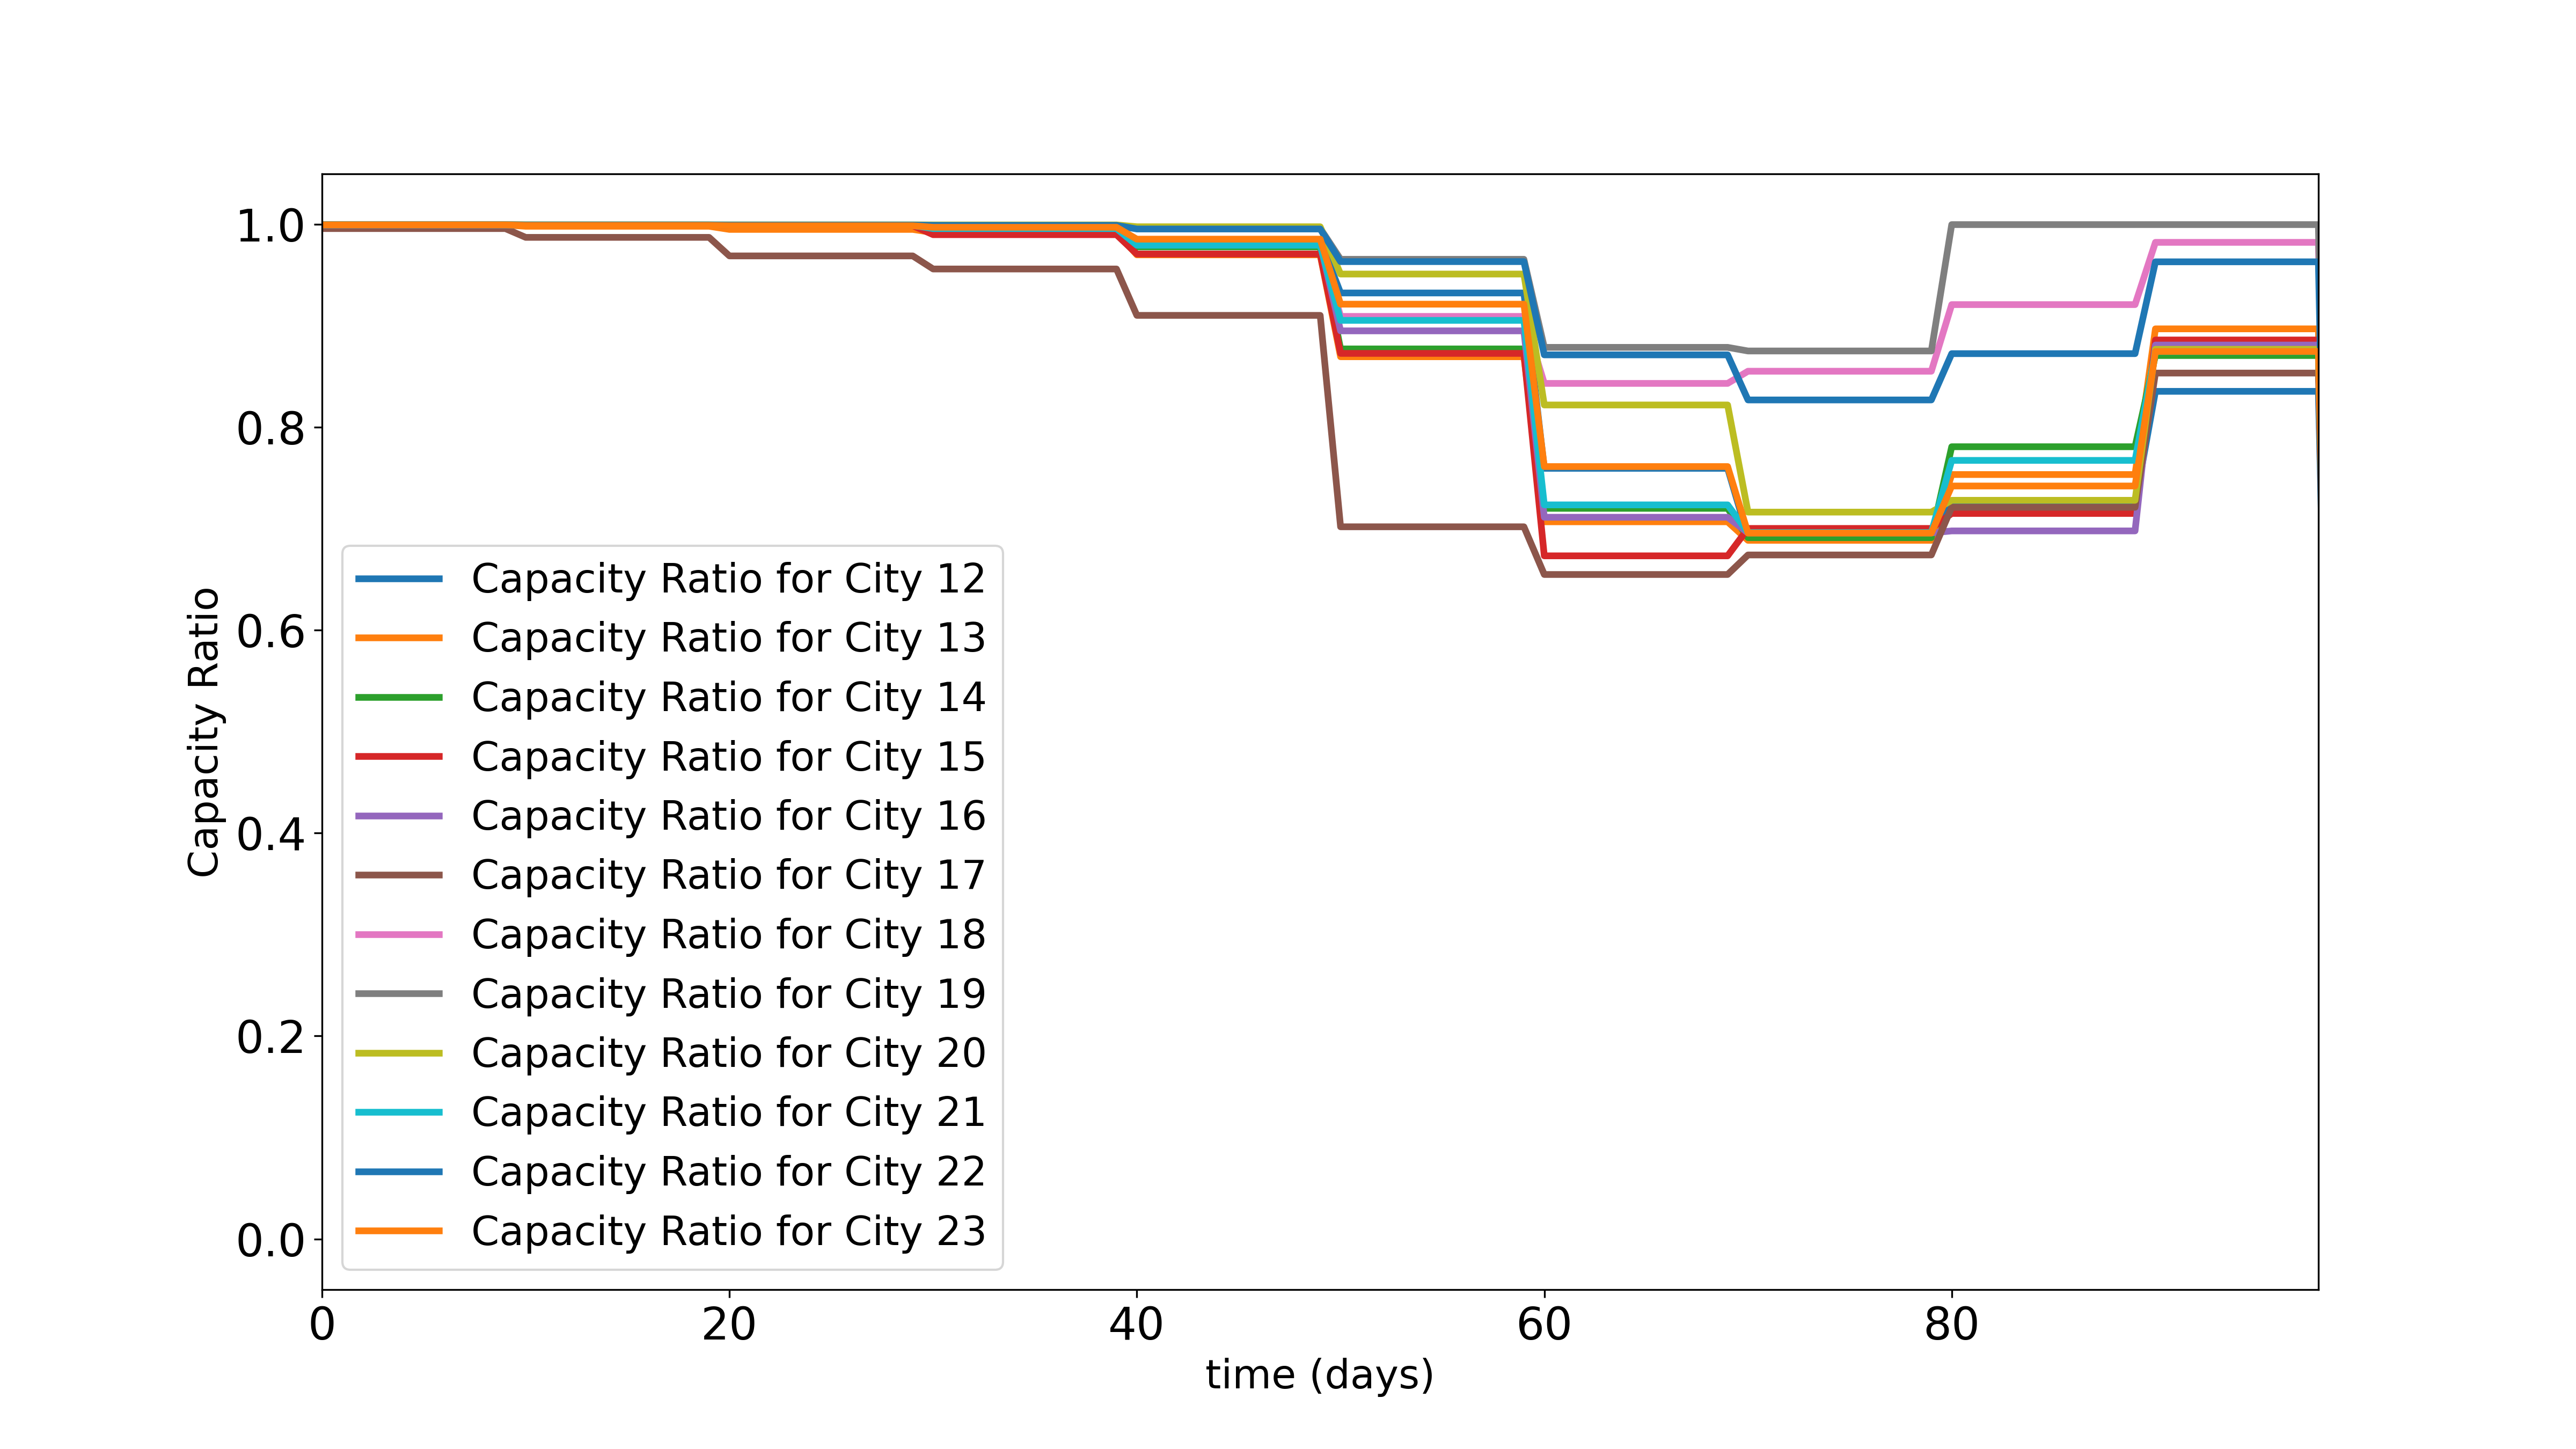 1.0
0.8
0.6
0.4
0.2
0.0
Capacity Ratio
Capacity Ratio for City 12
Capacity Ratio for City 13
Capacity Ratio for City 14
Capacity Ratio for City 15
Capacity Ratio for City 16
Capacity Ratio for City 17
Capacity Ratio for City 18
Capacity Ratio for City 19
Capacity Ratio for City 20
Capacity Ratio for City 21
Capacity Ratio for City 22
Capacity Ratio for City 23
0 20 40 60 80
time (days)